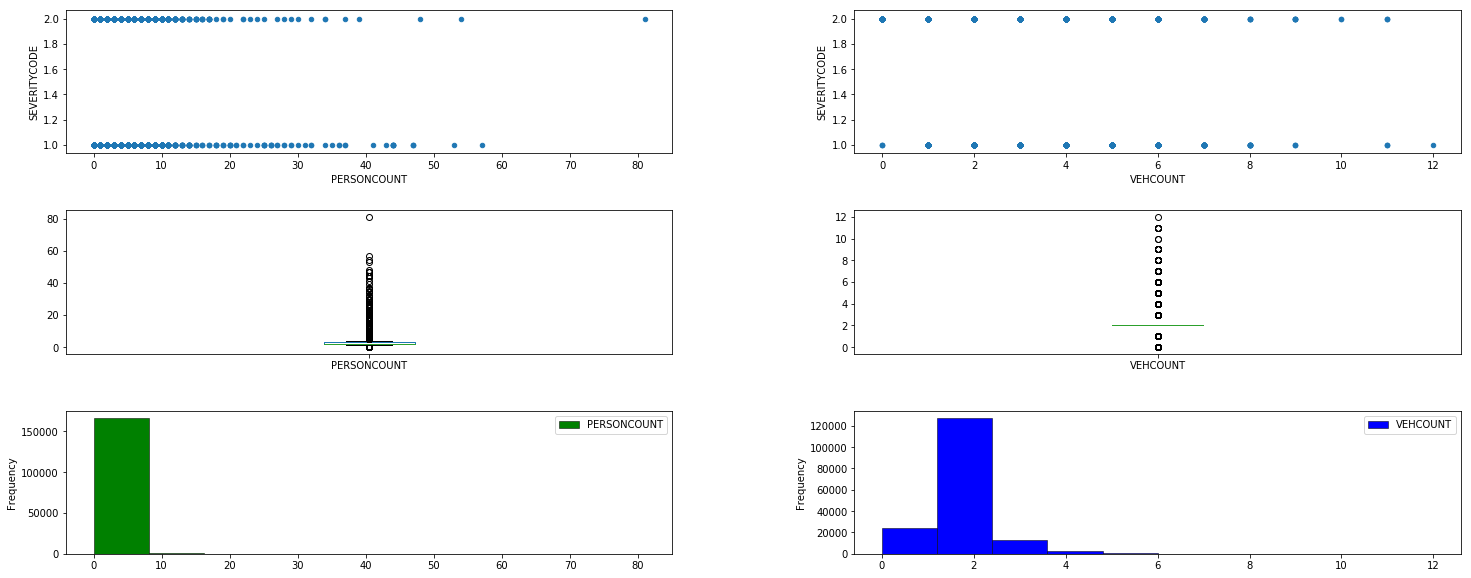 2.0
1.8
1.6
1.4
1.2
1.0
SEVERITYCODE
0 10 20 30 40 50 60 70 80
PERSONCOUNT
2.0
1.8
1.6
1.4
1.2
1.0
SEVERITYCODE
0 2 4 6 8 10 12
VEHCOUNT
80
60
40
20
0
PERSONCOUNT
12
10
8
6
4
2
0
VEHCOUNT
150000
100000
50000
0
Frequency
PERSONCOUNT
0 10 20 30 40 50 60 70 80
120000
100000
80000
60000
40000
20000
0
Frequency
VEHCOUNT
0 2 4 6 8 10 12